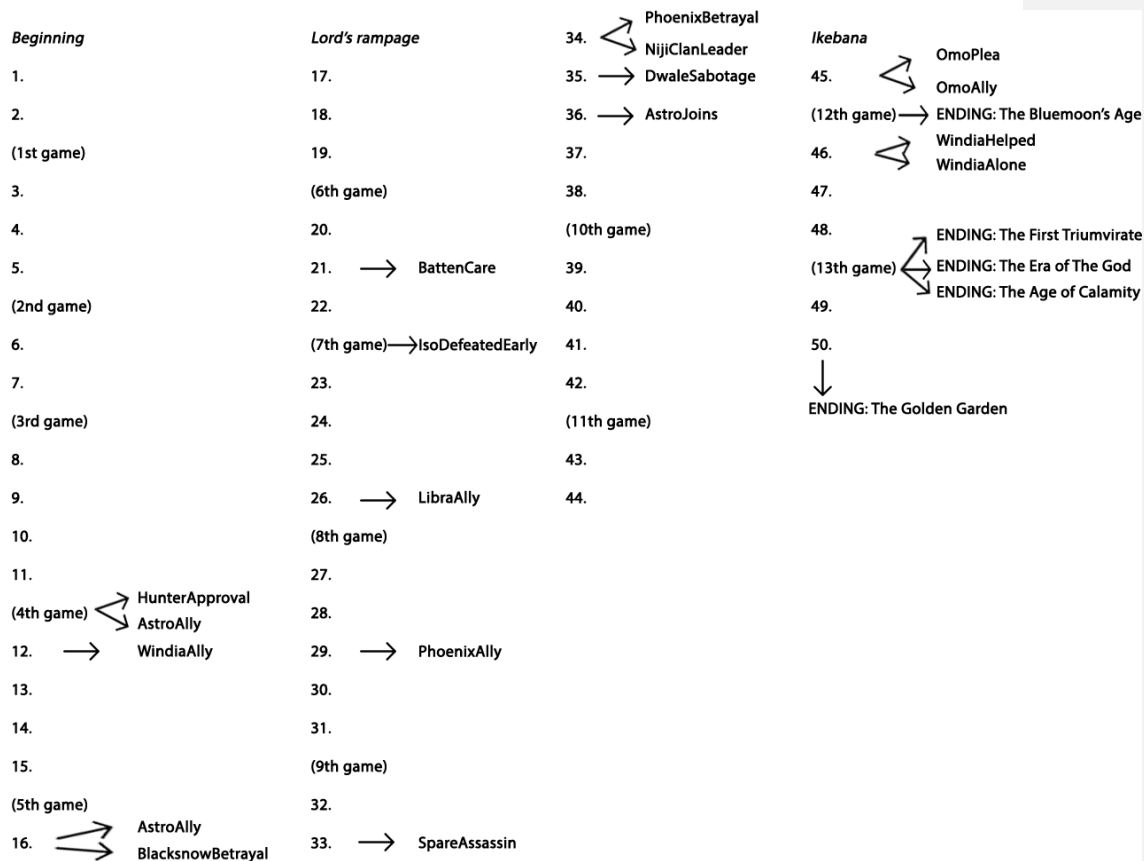 Beginning
1.
2.
(1st game)
3.
4.
5.
(2nd game)
6.
7.
(3rd game)
8.
9.
10.
11.
(4th game)
HunterApproval
AstroAlly
12.
WindiaAlly
13.
14.
15.
(5th game)
16.
AstroAlly
BlacksnowBetrayal
Lord's rampage
17.
18.
19.
(6th game)
20.
21.
BattenCare
22.
(7th game)
IsoDefeatedEarly
23.
24.
25.
26.
LibraAlly
(8th game)
27.
28.
29.
PhoenixAlly
30.
31.
(9th game)
32.
33.
SpareAssassin
34.
PhoenixBetrayal
NijiClanLeader
35.
DwaleSabotage
36.
AstroJoins
37.
38.
(10th game)
39.
40.
41.
42.
(11th game)
43.
44.
Ikebana
45.
OmoPlea
OmoAlly
(12th game)
ENDING: The Bluemoon's Age
46.
WindiaHelped
WindiaAlone
47.
48.
(13th game)
ENDING: The First Triumvirate
ENDING: The Era of The God
ENDING: The Age of Calamity
49.
50.
ENDING: The Golden Garden